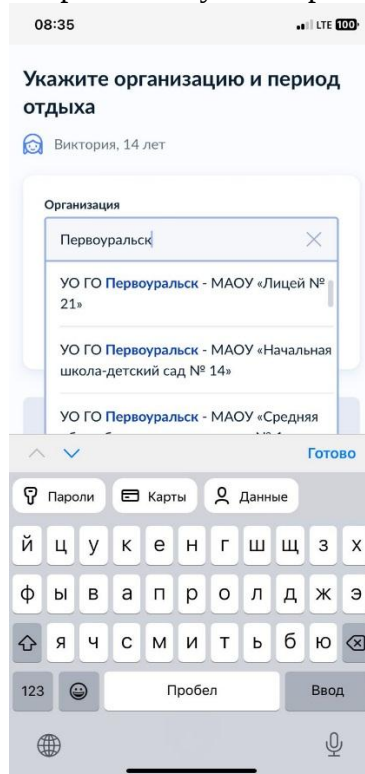 08:35
LTE 100
Укажите организацию и период
отдыха
Виктория, 14 лет
Организация
Первоуральск
УО ГО Первоуральск - МАОУ «Лицей №
21»
УО ГО Первоуральск - МАОУ «Начальная
школа-детский сад № 14»
УО ГО Первоуральск - МАОУ «Средняя
Готово
Пароли Карты Данные
й ц у к е н г ш щ з х
ф ы в а п р о л д ж э
я ч с м и т ь б ю
123 Пробел Ввод